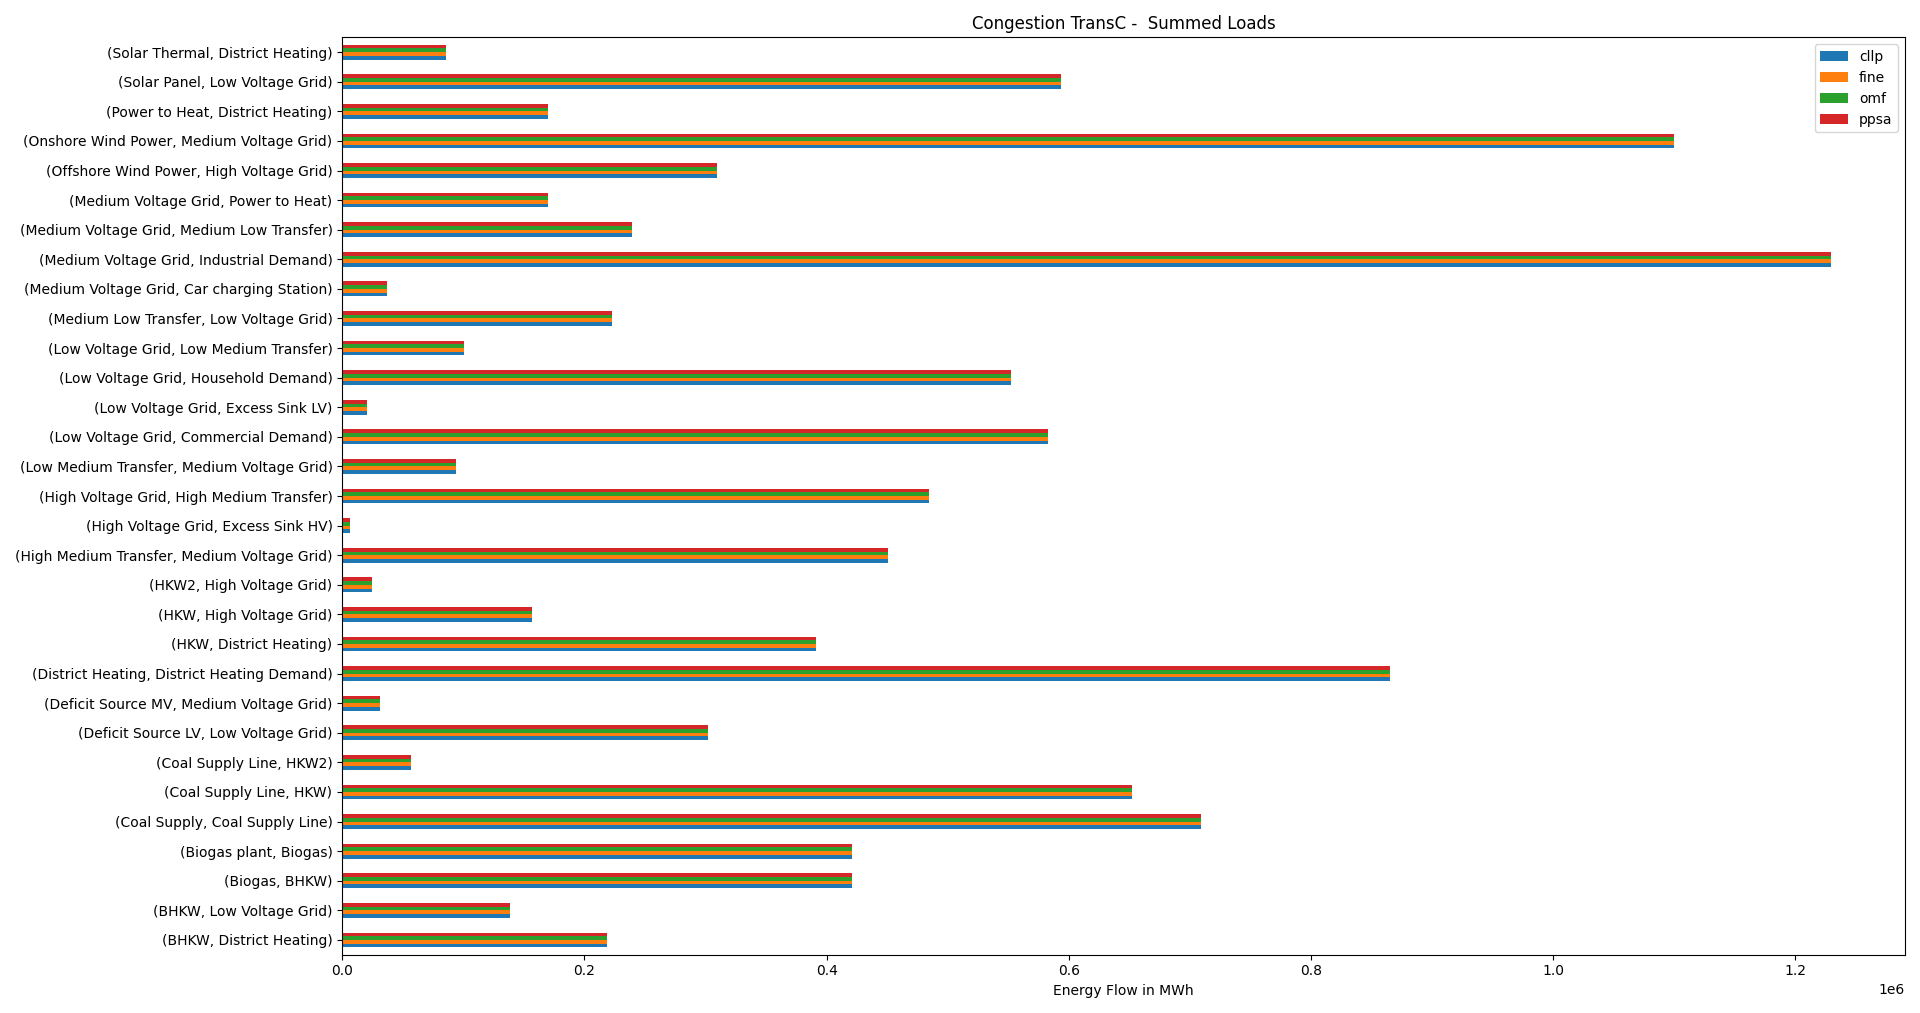 Congestion TransC -  Summed Loads
(Solar Thermal, District Heating)
(Solar Panel, Low Voltage Grid)
(Power to Heat, District Heating)
(Onshore Wind Power, Medium Voltage Grid)
(Offshore Wind Power, High Voltage Grid)
(Medium Voltage Grid, Power to Heat)
(Medium Voltage Grid, Medium Low Transfer)
(Medium Voltage Grid, Industrial Demand)
(Medium Voltage Grid, Car charging Station)
(Medium Low Transfer, Low Voltage Grid)
(Low Voltage Grid, Low Medium Transfer)
(Low Voltage Grid, Household Demand)
(Low Voltage Grid, Excess Sink LV)
(Low Voltage Grid, Commercial Demand)
(Low Medium Transfer, Medium Voltage Grid)
(High Voltage Grid, High Medium Transfer)
(High Voltage Grid, Excess Sink HV)
(High Medium Transfer, Medium Voltage Grid)
(HKW2, High Voltage Grid)
(HKW, High Voltage Grid)
(HKW, District Heating)
(District Heating, District Heating Demand)
(Deficit Source MV, Medium Voltage Grid)
(Deficit Source LV, Low Voltage Grid)
(Coal Supply Line, HKW2)
(Coal Supply Line, HKW)
(Coal Supply, Coal Supply Line)
(Biogas plant, Biogas)
(Biogas, BHKW)
(BHKW, Low Voltage Grid)
(BHKW, District Heating)
cllp
fine
omf
ppsa
0.0 0.2 0.4 0.6 0.8 1.0 1.2
1e6
Energy Flow in MWh